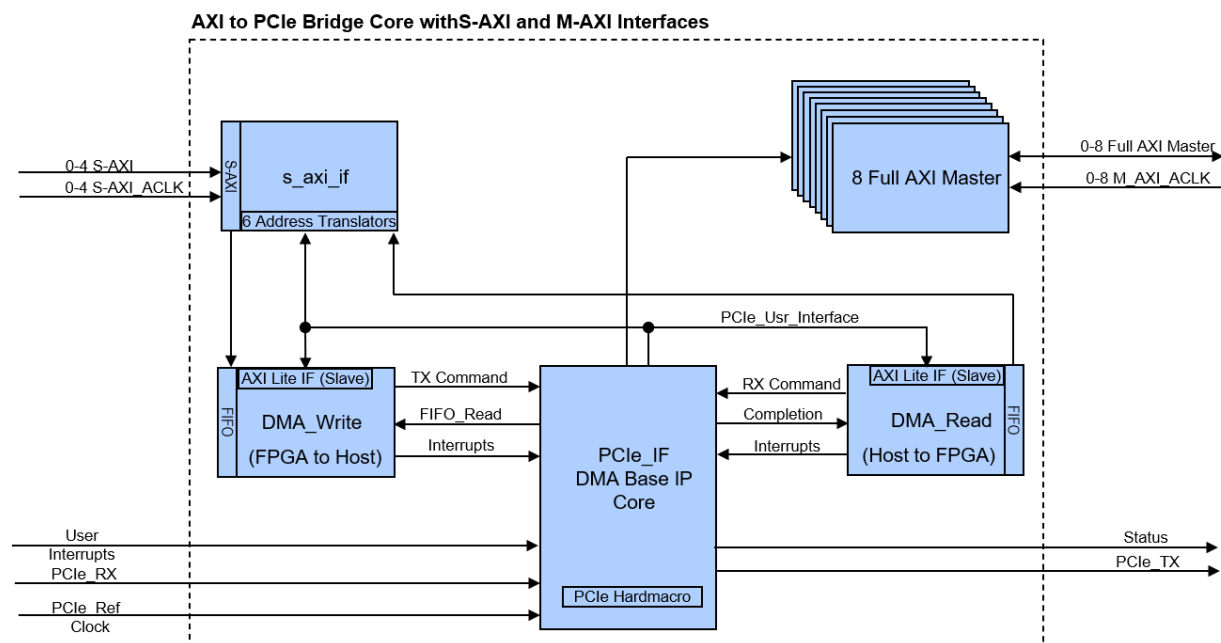 AXI to PCIe Bridge Core withS-AXI and M-AXI Interfaces
0-4 S-AXI
0-4 S-AXI_ACLK
S-AXI
s_axi_if
6 Address Translators
8 Full AXI Master
0-8 Full AXI Master
0-8 M_AXI_ACLK
PCIe_Usr_Interface
AXI Lite IF (Slave)
FIFO
DMA_Write
(FPGA to Host)
TX Command
FIFO_Read
Interrupts
PCIe_IF
DMA Base IP
Core
PCIe Hardmacro
RX Command
Completion
Interrupts
AXI Lite IF (Slave)
DMA_Read
(Host to FPGA)
FIFO
User
Interrupts
PCIe_RX
PCIe_Ref
Clock
Status
PCIe_TX